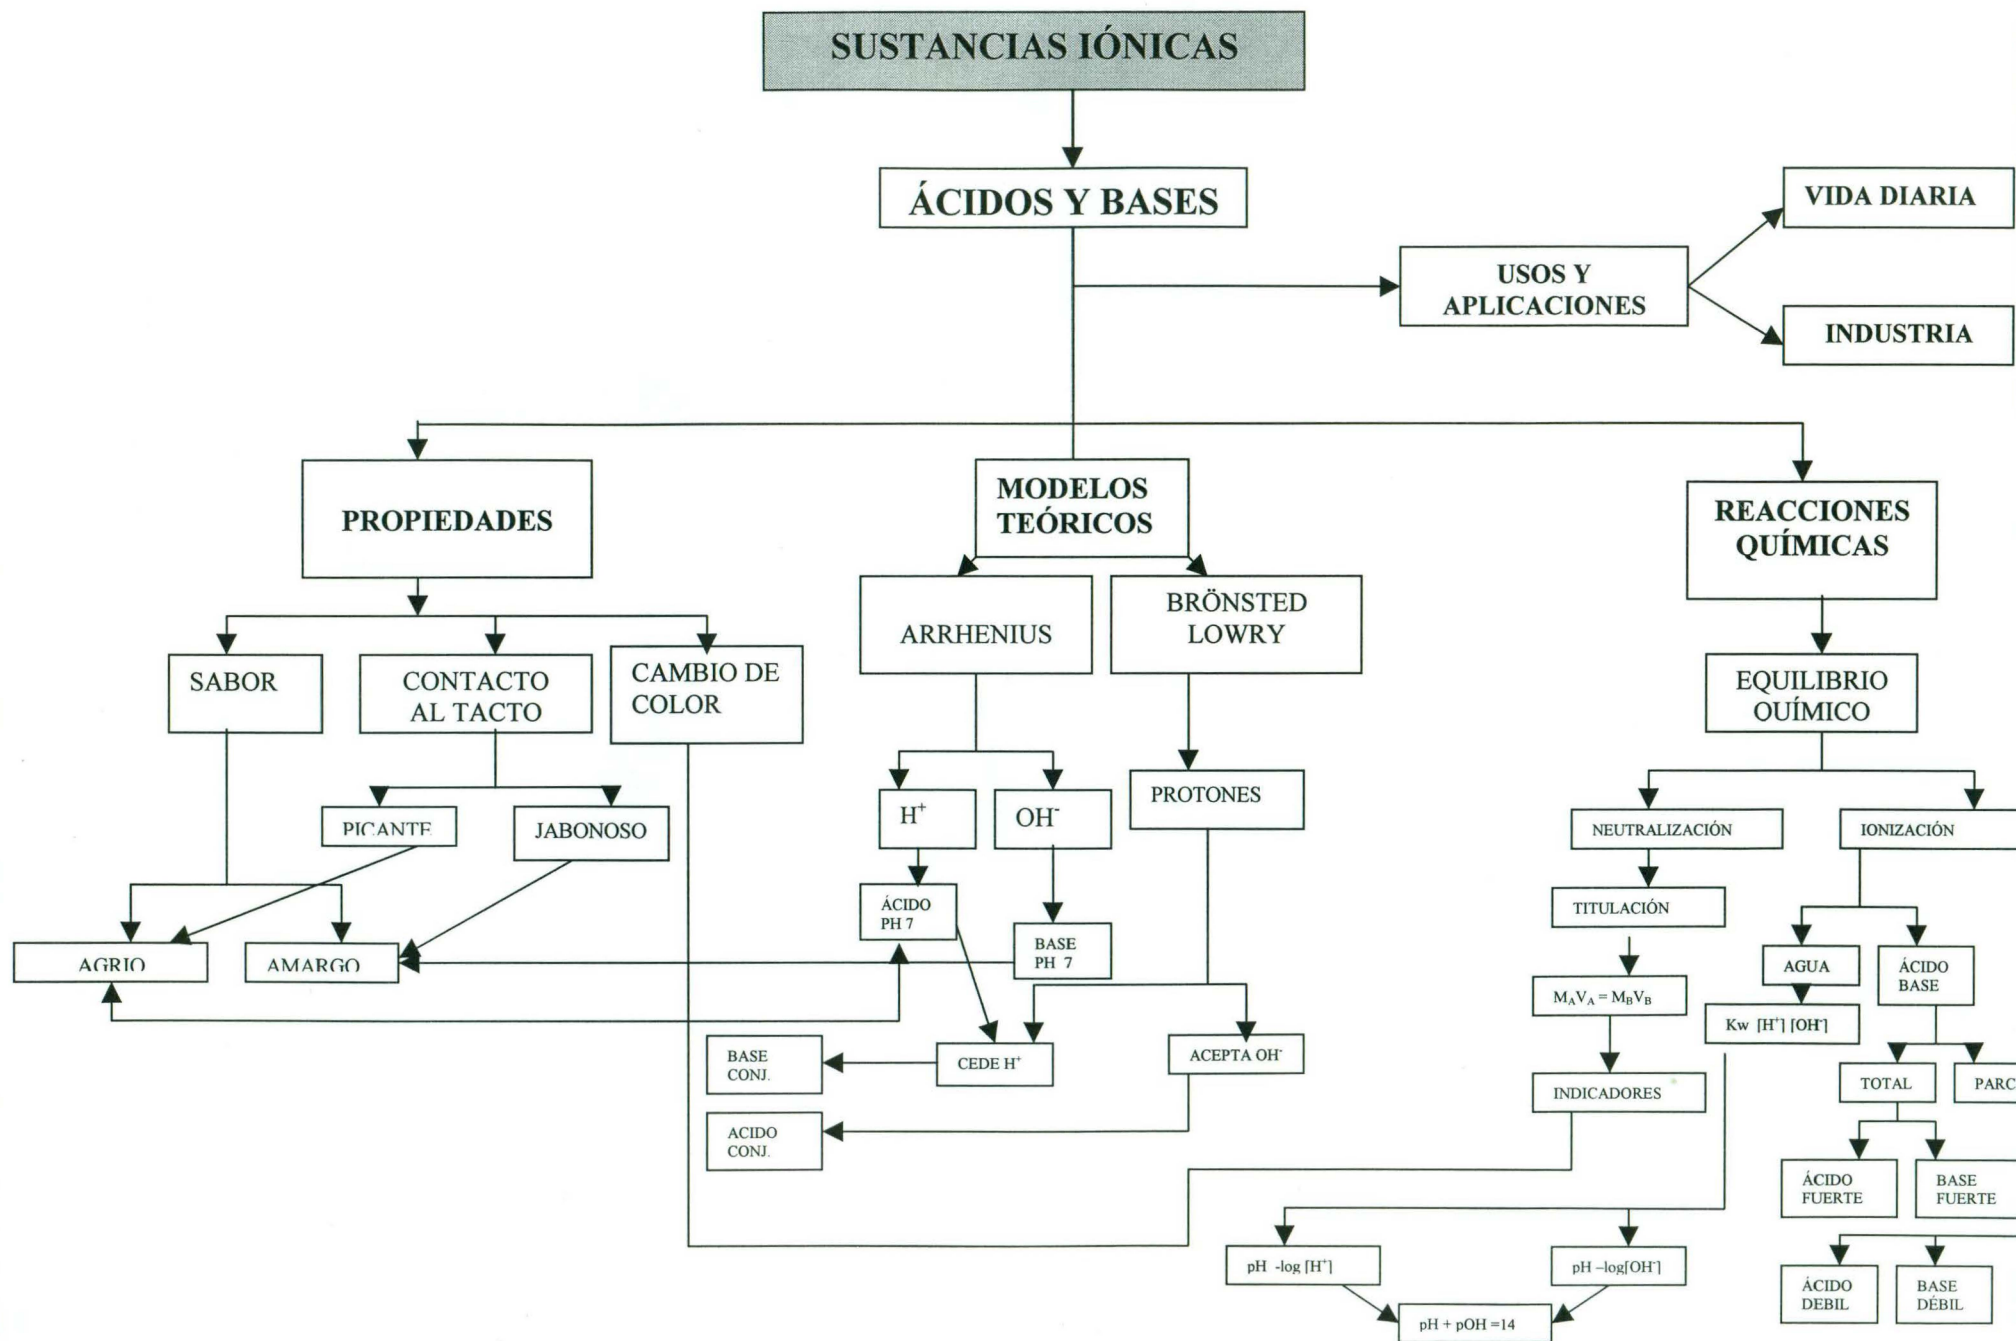 SUSTANCIAS IÓNICAS
ÁCIDOS Y BASES
VIDA DIARIA
USOS Y
APLICACIONES
INDUSTRIA
PROPIEDADES
MODELOS
TEÓRICOS
REACCIONES
QUÍMICAS
ARRHENIUS
BRÖNSTED
LOWRY
SABOR
CONTACTO
AL TACTO
CAMBIO DE
COLOR
EQUILIBRIO
QUÍMICO
H⁺
OH⁻
PROTONES
PICANTE
JABONOSO
NEUTRALIZACIÓN
IONIZACIÓN
ÁCIDO
PH 7
BASE
PH 7
TITULACIÓN
AGRIO
AMARGO
AGUA
ÁCIDO
BASE
M_AV_A = M_BV_B
Kw [H⁺] [OH⁻]
BASE
CONJ.
CEDE H⁺
ACEPTA OH⁻
INDICADORES
TOTAL
PARC
ACIDO
CONJ.
ÁCIDO
FUERTE
BASE
FUERTE
pH -log [H⁺]
pH –log[OH⁻]
ÁCIDO
DEBIL
BASE
DÉBIL
pH + pOH =14